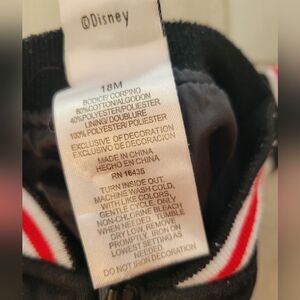 ©Disney
18M
BODICE/CORPINO
60%COTTON/ALGODON
40%POLYESTER/POLIESTER
LINING/DOUBLURE
100% POLYESTER/POLIESTER
EXCLUSIVE OF DECORATION
EXCLUSIVO DE DECORACION
MADE IN CHINA
HECHO EN CHINA
RN 16435
TURN INSIDE OUT,
MACHINE WASH COLD,
WITH LIKE COLORS,
GENTLE CYCLE, ONLY
NON-CHLORINE BLEACH
WHEN NEEDED, TUMBLE
DRY LOW, REMOVE
PROMPTLY, IRON ON
LOWEST SETTING AS
NEEDED.
DO NOT IRON DECORATION